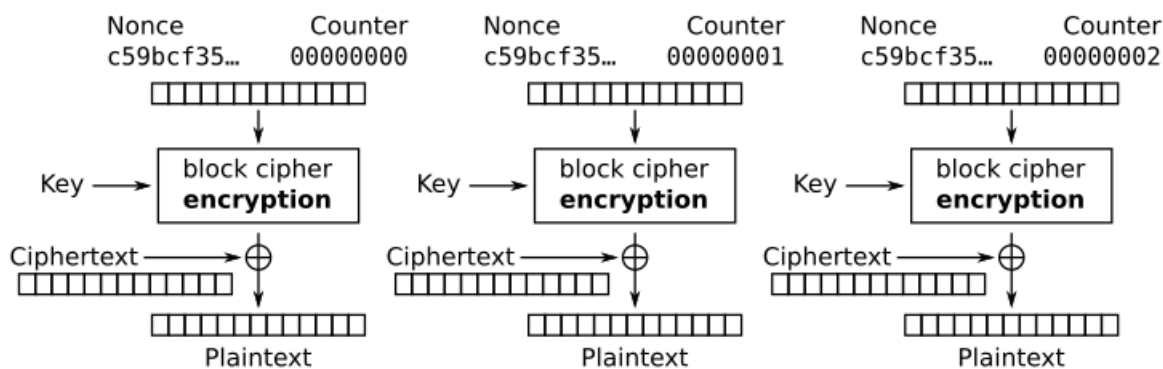 Nonce Counter Nonce Counter Nonce Counter
c59bcf35… 00000000 c59bcf35… 00000001 c59bcf35… 00000002
block cipher block cipher block cipher
Key Key Key
encryption encryption encryption
Ciphertext Ciphertext Ciphertext
Plaintext Plaintext Plaintext